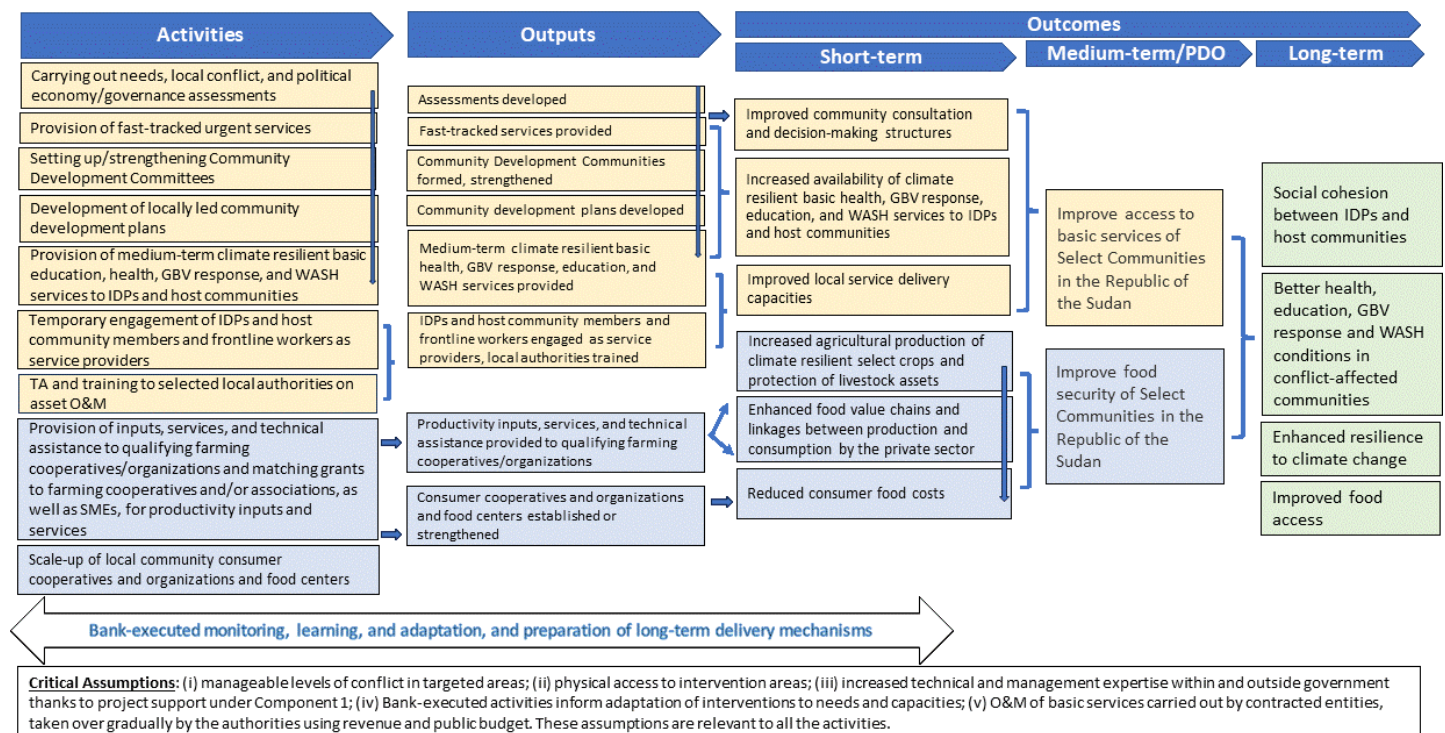 Activities
Outputs
Outcomes
Short-term
Medium-term/PDO
Long-term
Carrying out needs, local conflict, and political
economy/governance assessments
Provision of fast-tracked urgent services
Setting up/strengthening Community
Development Committees
Development of locally led community
development plans
Provision of medium-term climate resilient basic
education, health, GBV response, and WASH
services to IDPs and host communities
Temporary engagement of IDPs and host
community members and frontline workers as
service providers
TA and training to selected local authorities on
asset O&M
Provision of inputs, services, and technical
assistance to qualifying farming
cooperatives/organizations and matching grants
to farming cooperatives and/or associations, as
well as SMEs, for productivity inputs and
services
Scale-up of local community consumer
cooperatives and organizations and food centers
Assessments developed
Fast-tracked services provided
Community Development Communities
formed, strengthened
Community development plans developed
Medium-term climate resilient basic
health, GBV response, education, and
WASH services provided
IDPs and host community members and
frontline workers engaged as service
providers, local authorities trained
Productivity inputs, services, and technical
assistance provided to qualifying farming
cooperatives/organizations
Consumer cooperatives and organizations
and food centers established or
strengthened
Improved community consultation
and decision-making structures
Increased availability of climate
resilient basic health, GBV response,
education, and WASH services to IDPs
and host communities
Improved local service delivery
capacities
Increased agricultural production of
climate resilient select crops and
protection of livestock assets
Enhanced food value chains and
linkages between production and
consumption by the private sector
Reduced consumer food costs
Improve access to
basic services of
Select Communities
in the Republic of
the Sudan
Improve food
security of Select
Communities in the
Republic of the
Sudan
Social cohesion
between IDPs and
host communities
Better health,
education, GBV
response and WASH
conditions in
conflict-affected
communities
Enhanced resilience
to climate change
Improved food
access
Bank-executed monitoring, learning, and adaptation, and preparation of long-term delivery mechanisms
Critical Assumptions: (i) manageable levels of conflict in targeted areas; (ii) physical access to intervention areas; (iii) increased technical and management expertise within and outside government
thanks to project support under Component 1; (iv) Bank-executed activities inform adaptation of interventions to needs and capacities; (v) O&M of basic services carried out by contracted entities,
taken over gradually by the authorities using revenue and public budget. These assumptions are relevant to all the activities.